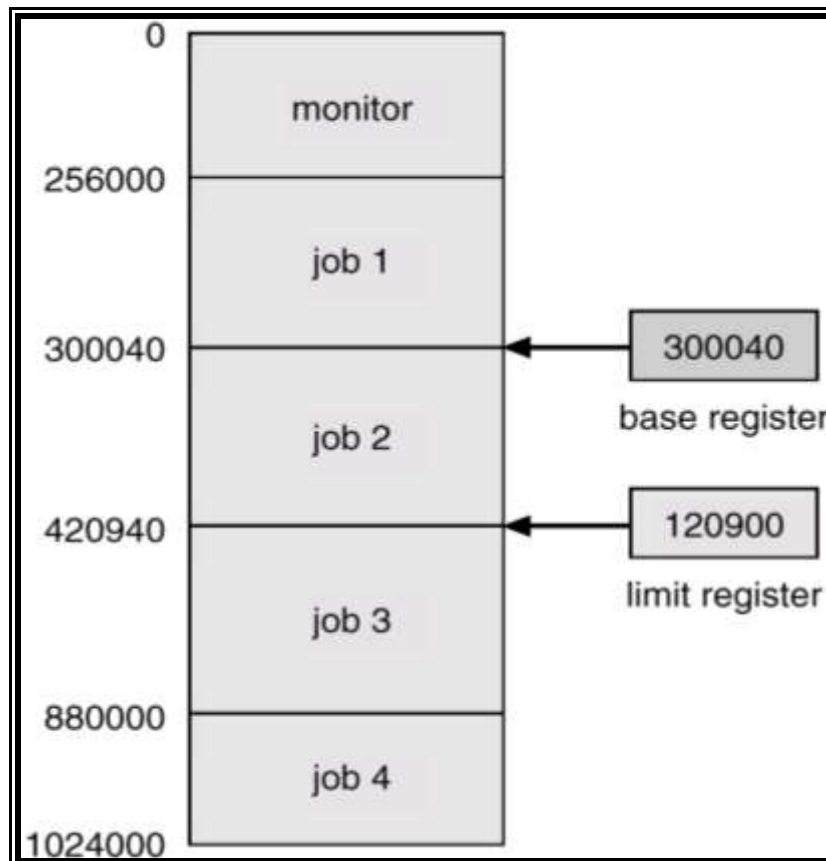 0
monitor
256000
job 1
300040
300040
base register
job 2
420940
120900
limit register
job 3
880000
job 4
1024000